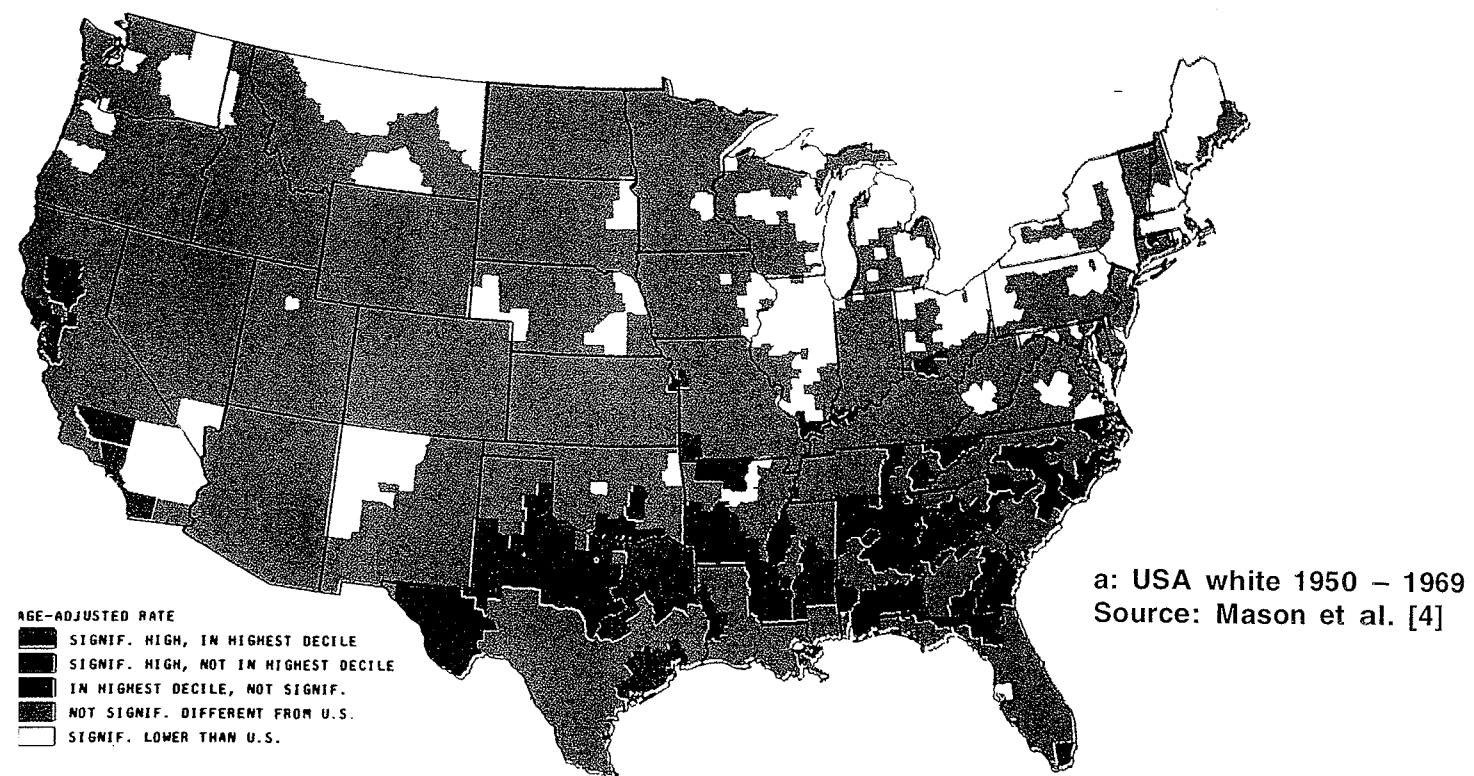 a: USA white 1950 – 1969
Source: Mason et al. [4]
AGE-ADJUSTED RATE
SIGNIF. HIGH, IN HIGHEST DECILE
SIGNIF. HIGH, NOT IN HIGHEST DECILE
IN HIGHEST DECILE, NOT SIGNIF.
NOT SIGNIF. DIFFERENT FROM U.S.
SIGNIF. LOWER THAN U.S.